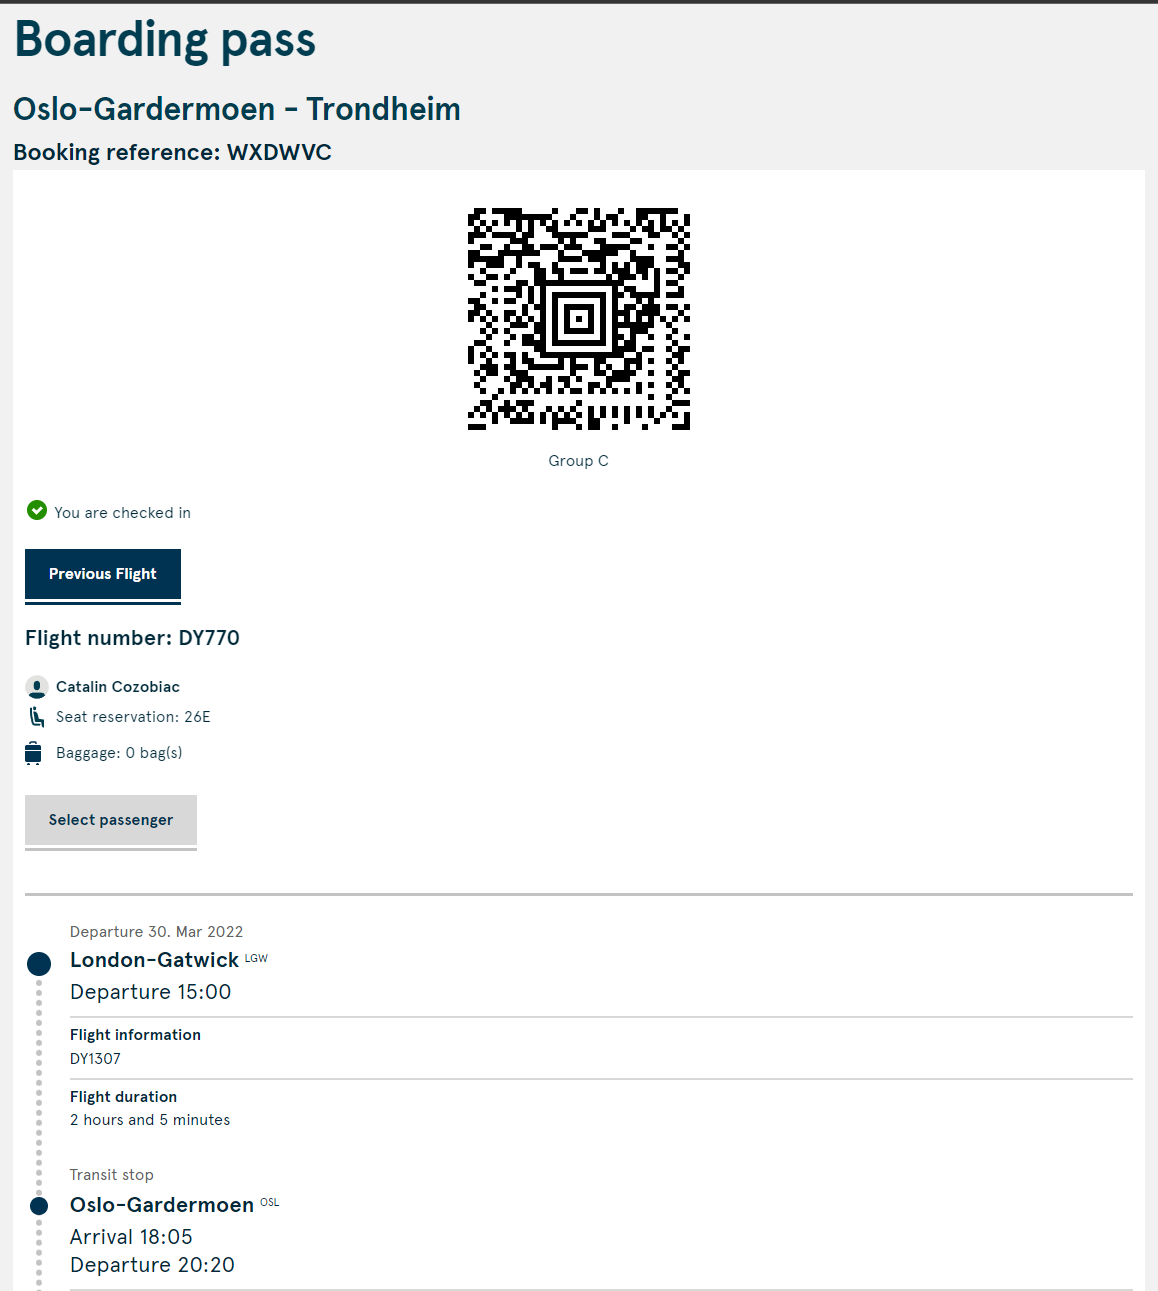 Boarding pass
Oslo-Gardermoen - Trondheim
Booking reference: WXDWVC
Group C
You are checked in
Previous Flight
Flight number: DY770
Catalin Cozobiac
Seat reservation: 26E
Baggage: 0 bag(s)
Select passenger
Departure 30. Mar 2022
London-Gatwick LGW
Departure 15:00
Flight information
DY1307
Flight duration
2 hours and 5 minutes
Transit stop
Oslo-Gardermoen OSL
Arrival 18:05
Departure 20:20